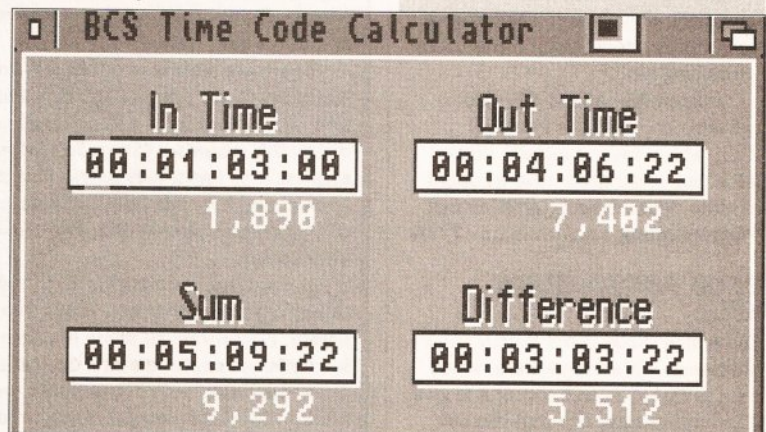 BCS Time Code Calculator
In Time Out Time
00:01:03:00 00:04:06:22
1,890 7,402
Sum Difference
00:05:09:22 00:03:03:22
9,292 5,512